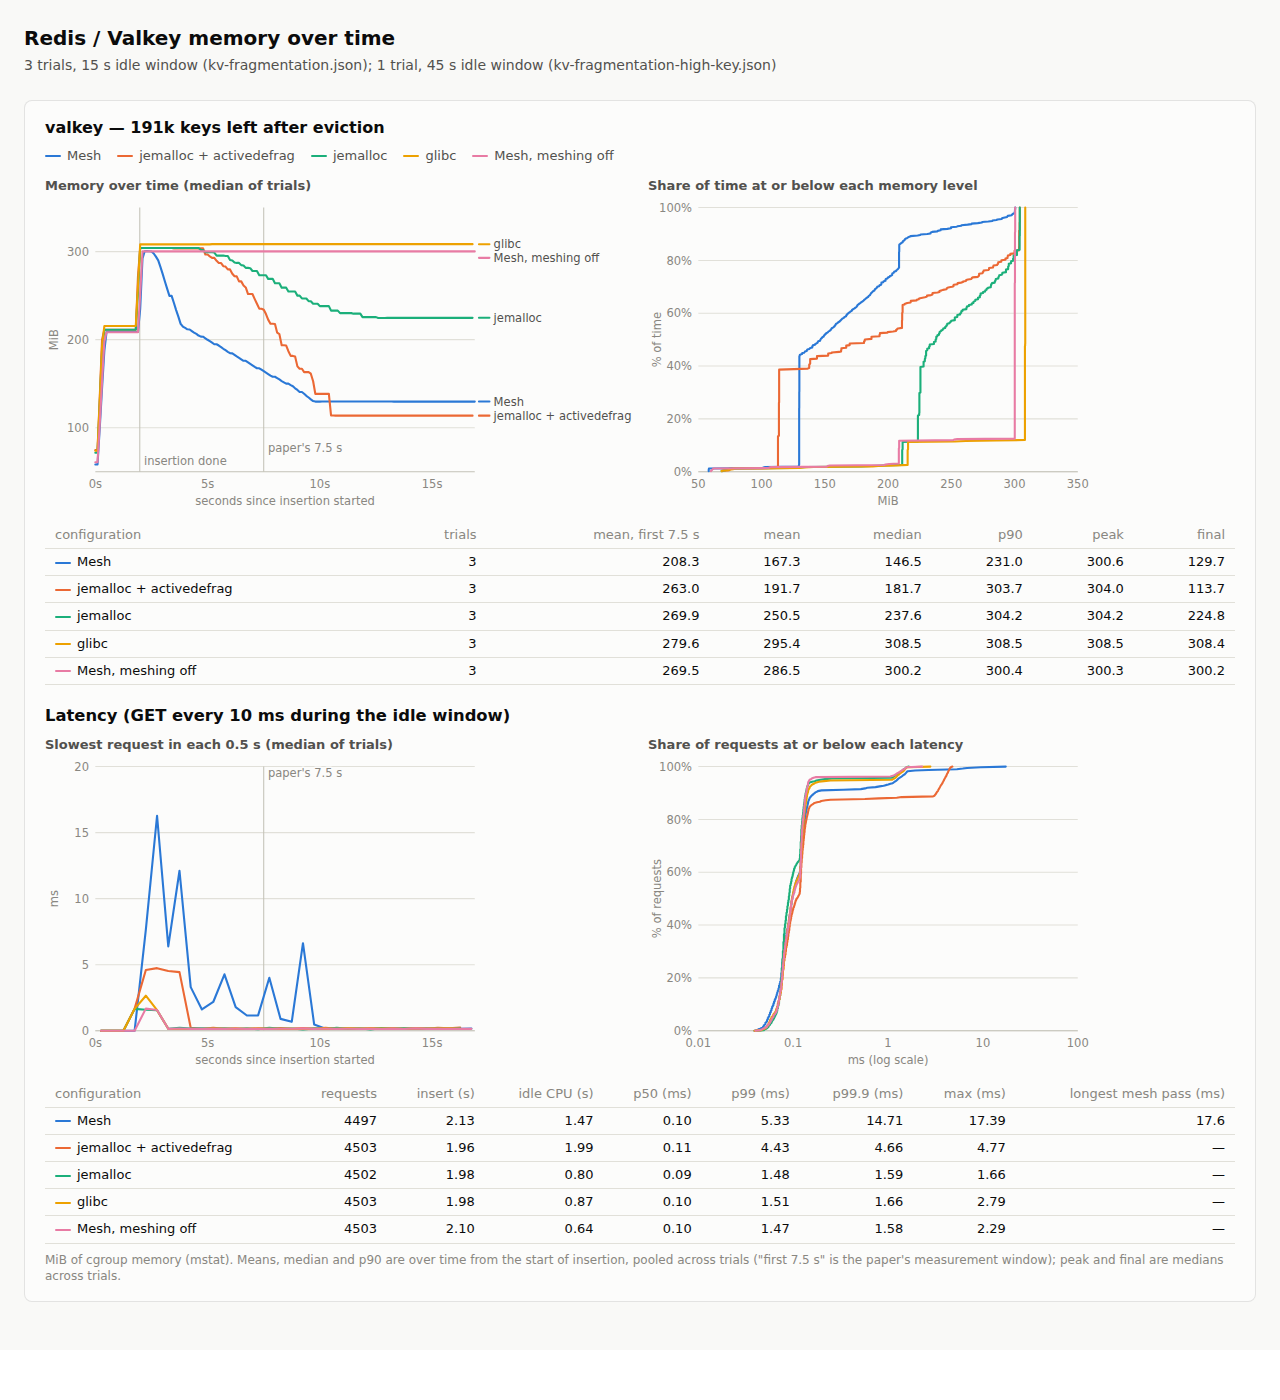 Redis / Valkey memory over time
3 trials, 15 s idle window (kv-fragmentation.json); 1 trial, 45 s idle window (kv-fragmentation-high-key.json)
valkey — 191k keys left after eviction
Mesh jemalloc + activedefrag jemalloc glibc Mesh, meshing off
Memory over time (median of trials)
MiB
300
200
100
glibc
Mesh, meshing off
jemalloc
Mesh
jemalloc + activedefrag
paper's 7.5 s
insertion done
0s 5s 10s 15s
seconds since insertion started
Share of time at or below each memory level
% of time
100%
80%
60%
40%
20%
0%
50 100 150 200 250 300 350
MiB
configuration trials mean, first 7.5 s mean median p90 peak final
Mesh 3 208.3 167.3 146.5 231.0 300.6 129.7
jemalloc + activedefrag 3 263.0 191.7 181.7 303.7 304.0 113.7
jemalloc 3 269.9 250.5 237.6 304.2 304.2 224.8
glibc 3 279.6 295.4 308.5 308.5 308.5 308.4
Mesh, meshing off 3 269.5 286.5 300.2 300.4 300.3 300.2
Latency (GET every 10 ms during the idle window)
Slowest request in each 0.5 s (median of trials)
ms
20
15
10
5
0
paper's 7.5 s
0s 5s 10s 15s
seconds since insertion started
Share of requests at or below each latency
% of requests
100%
80%
60%
40%
20%
0%
0.01 0.1 1 10 100
ms (log scale)
configuration requests insert (s) idle CPU (s) p50 (ms) p99 (ms) p99.9 (ms) max (ms) longest mesh pass (ms)
Mesh 4497 2.13 1.47 0.10 5.33 14.71 17.39 17.6
jemalloc + activedefrag 4503 1.96 1.99 0.11 4.43 4.66 4.77 —
jemalloc 4502 1.98 0.80 0.09 1.48 1.59 1.66 —
glibc 4503 1.98 0.87 0.10 1.51 1.66 2.79 —
Mesh, meshing off 4503 2.10 0.64 0.10 1.47 1.58 2.29 —
MiB of cgroup memory (mstat). Means, median and p90 are over time from the start of insertion, pooled across trials ("first 7.5 s" is the paper's measurement window); peak and final are medians
across trials.